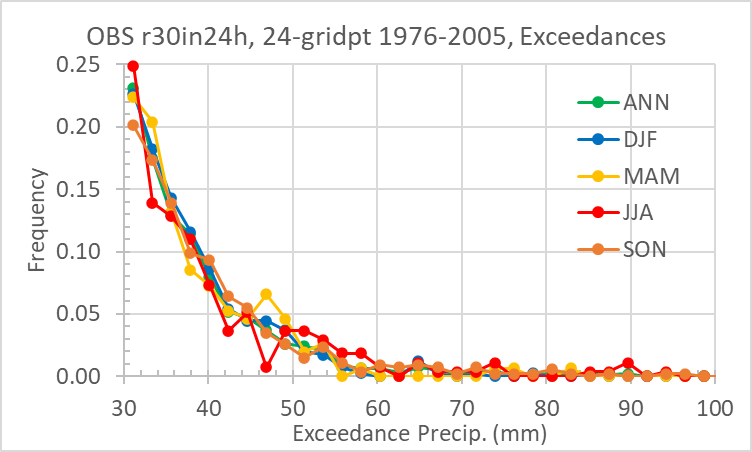 OBS r30in24h, 24-gridpt 1976-2005, Exceedances
0.25
0.20
0.15
0.10
0.05
0.00
Frequency
ANN
DJF
MAM
JJA
SON
30 40 50 60 70 80 90 100
Exceedance Precip. (mm)